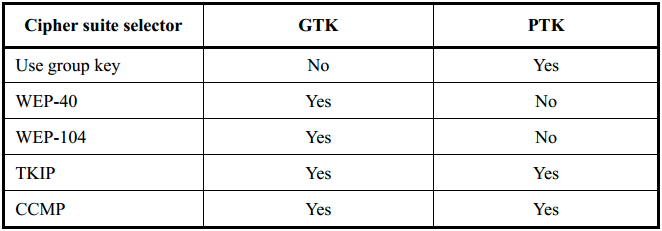 Cipher suite selector GTK PTK
Use group key No Yes
WEP-40 Yes No
WEP-104 Yes No
TKIP Yes Yes
CCMP Yes Yes